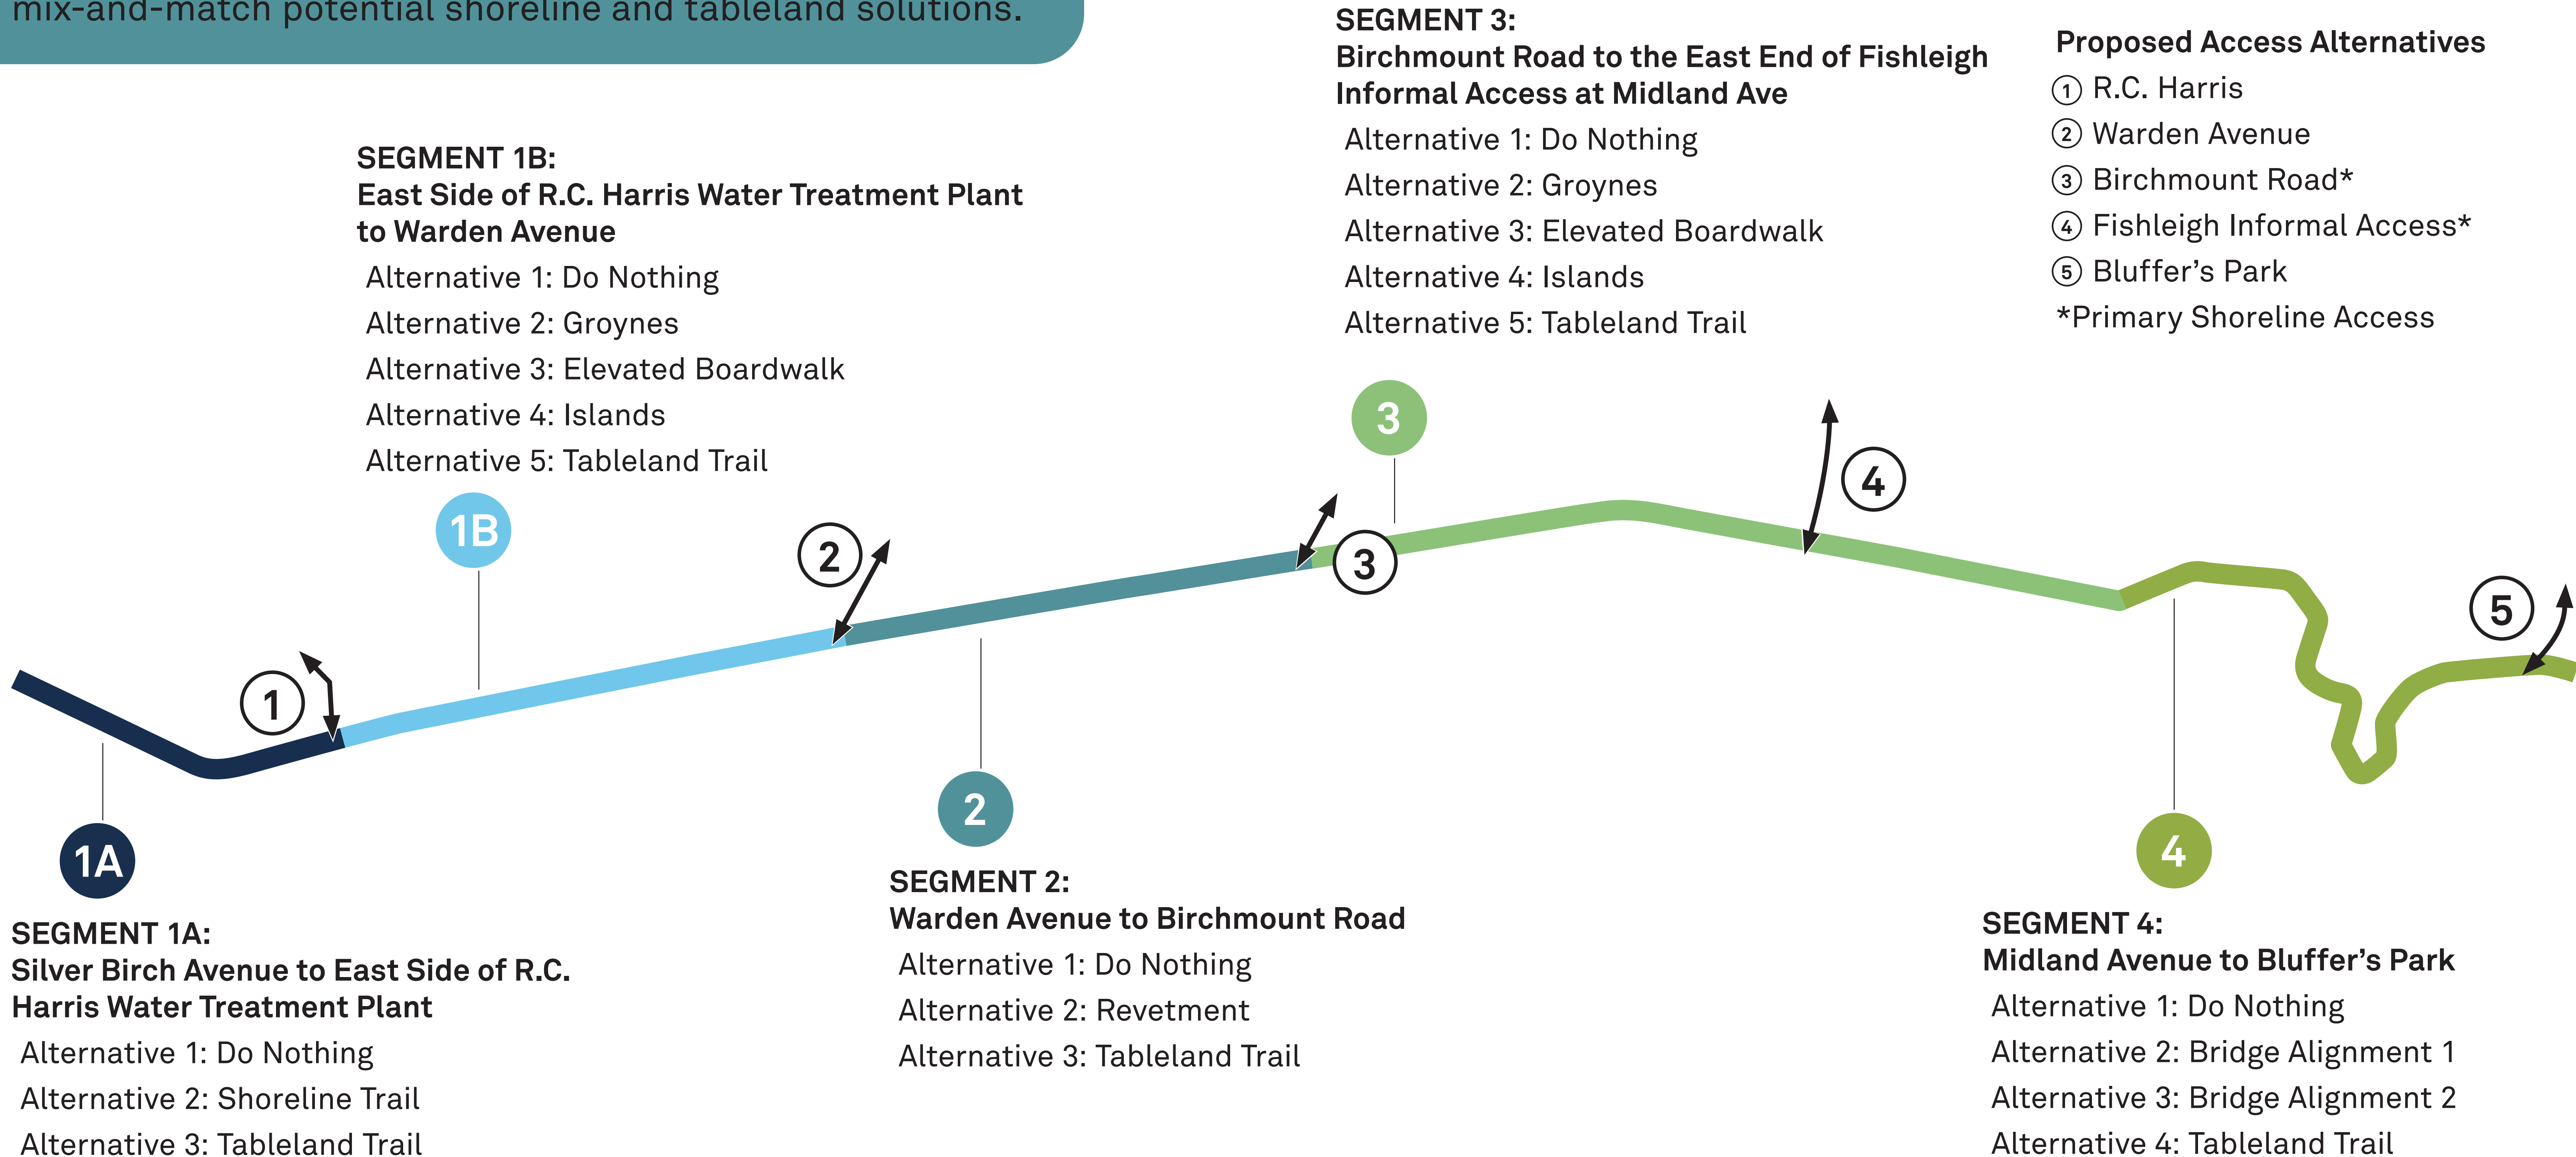 mix-and-match potential shoreline and tableland solutions.
SEGMENT 1B:
East Side of R.C. Harris Water Treatment Plant
to Warden Avenue
Alternative 1: Do Nothing
Alternative 2: Groynes
Alternative 3: Elevated Boardwalk
Alternative 4: Islands
Alternative 5: Tableland Trail
SEGMENT 3:
Birchmount Road to the East End of Fishleigh
Informal Access at Midland Ave
Alternative 1: Do Nothing
Alternative 2: Groynes
Alternative 3: Elevated Boardwalk
Alternative 4: Islands
Alternative 5: Tableland Trail
Proposed Access Alternatives
1 R.C. Harris
2 Warden Avenue
3 Birchmount Road*
4 Fishleigh Informal Access*
5 Bluffer’s Park
*Primary Shoreline Access
1B
3
2
3
4
5
1
1A
2
4
SEGMENT 1A:
Silver Birch Avenue to East Side of R.C.
Harris Water Treatment Plant
Alternative 1: Do Nothing
Alternative 2: Shoreline Trail
Alternative 3: Tableland Trail
SEGMENT 2:
Warden Avenue to Birchmount Road
Alternative 1: Do Nothing
Alternative 2: Revetment
Alternative 3: Tableland Trail
SEGMENT 4:
Midland Avenue to Bluffer’s Park
Alternative 1: Do Nothing
Alternative 2: Bridge Alignment 1
Alternative 3: Bridge Alignment 2
Alternative 4: Tableland Trail